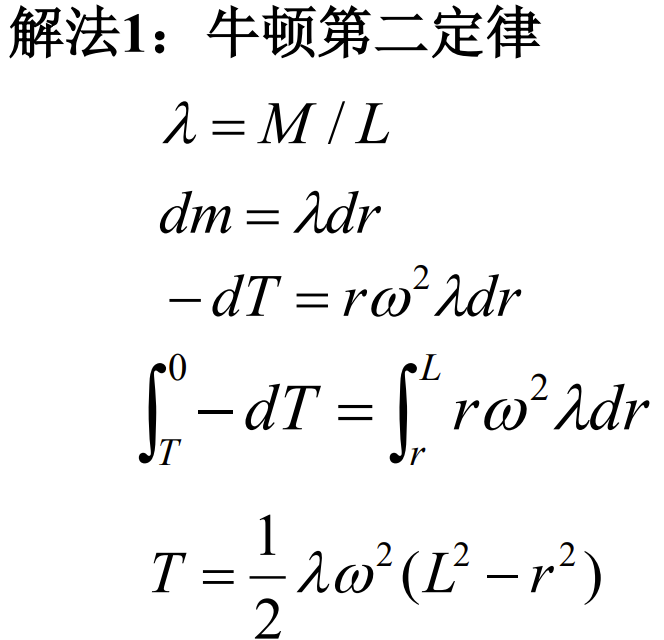 解法1：牛顿第二定律
λ = M / L
dm = λdr
− dT = rω²λdr
∫_T^0 − dT = ∫_r^L rω²λdr
T = \frac{1}{2} λω²(L² − r²)